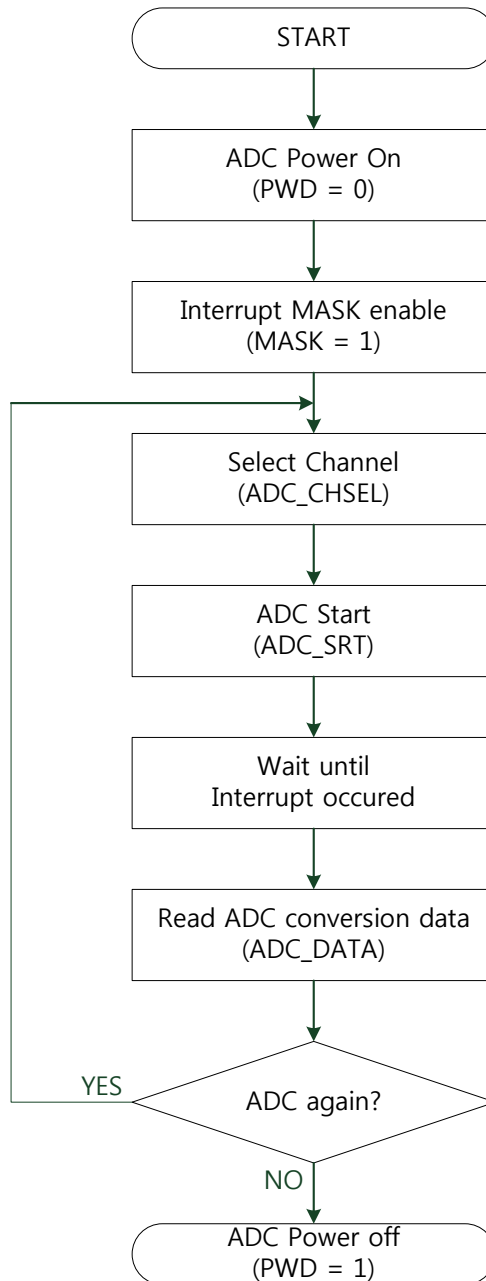 START
ADC Power On
(PWD = 0)
Interrupt MASK enable
(MASK = 1)
Select Channel
(ADC_CHSEL)
ADC Start
(ADC_SRT)
Wait until
Interrupt occured
Read ADC conversion data
(ADC_DATA)
YES
ADC again?
NO
ADC Power off
(PWD = 1)